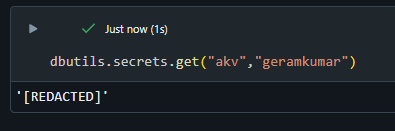 Just now (1s)
dbutils.secrets.get("akv","geramkumar")
'[REDACTED]'